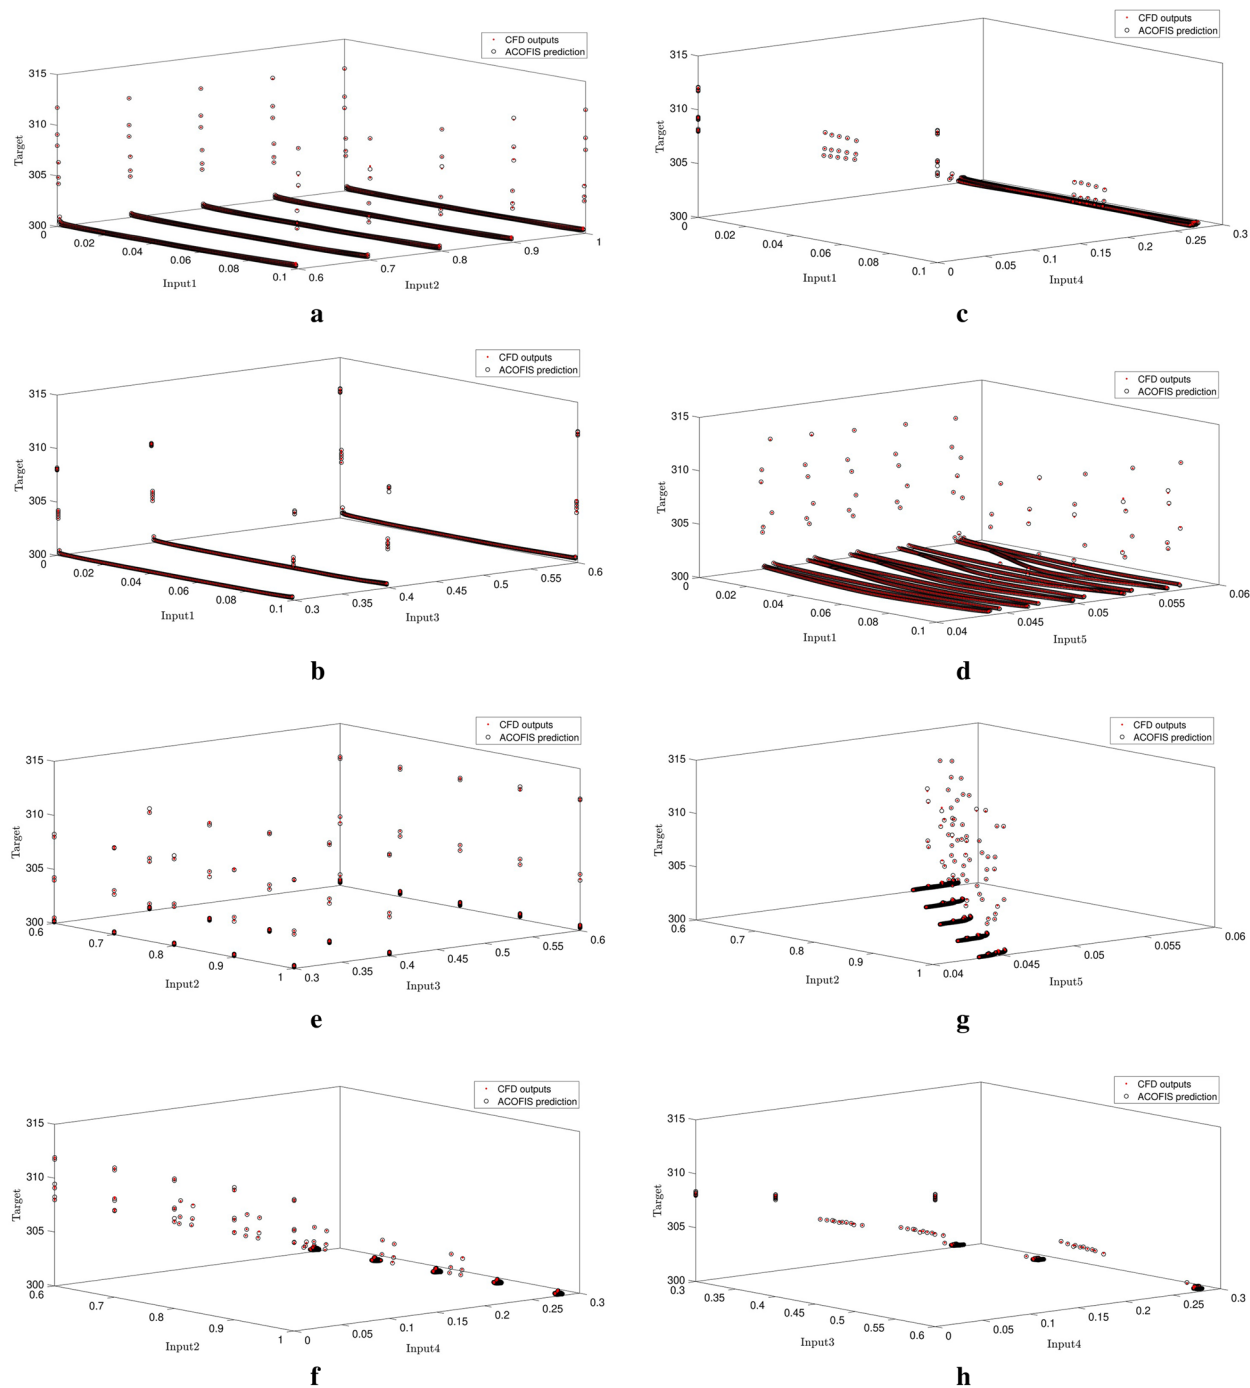 CFD outputs
ACOFIS prediction
315
310
305
300
Target
0
0.02
0.04
0.06
0.08
0.1
Input1
0.6
0.7
0.8
0.9
1
Input2
a
CFD outputs
ACOFIS prediction
315
310
305
300
Target
0
0.02
0.04
0.06
0.08
0.1
Input1
0
0.05
0.1
0.15
0.2
0.25
0.3
Input4
c
CFD outputs
ACOFIS prediction
315
310
305
300
Target
0
0.02
0.04
0.06
0.08
0.1
Input1
0.3
0.35
0.4
0.45
0.5
0.55
0.6
Input3
b
CFD outputs
ACOFIS prediction
315
310
305
300
Target
0
0.02
0.04
0.06
0.08
0.1
Input1
0.04
0.045
0.05
0.055
0.06
Input5
d
CFD outputs
ACOFIS prediction
315
310
305
300
Target
0.6
0.7
0.8
0.9
1
Input2
0.3
0.35
0.4
0.45
0.5
0.55
0.6
Input3
e
CFD outputs
ACOFIS prediction
315
310
305
300
Target
0.6
0.7
0.8
0.9
1
Input2
0.04
0.045
0.05
0.055
0.06
Input5
g
CFD outputs
ACOFIS prediction
315
310
305
300
Target
0.6
0.7
0.8
0.9
1
Input2
0
0.05
0.1
0.15
0.2
0.25
0.3
Input4
f
CFD outputs
ACOFIS prediction
315
310
305
300
Target
0.3
0.35
0.4
0.45
0.5
0.55
0.6
Input3
0
0.05
0.1
0.15
0.2
0.25
0.3
Input4
h